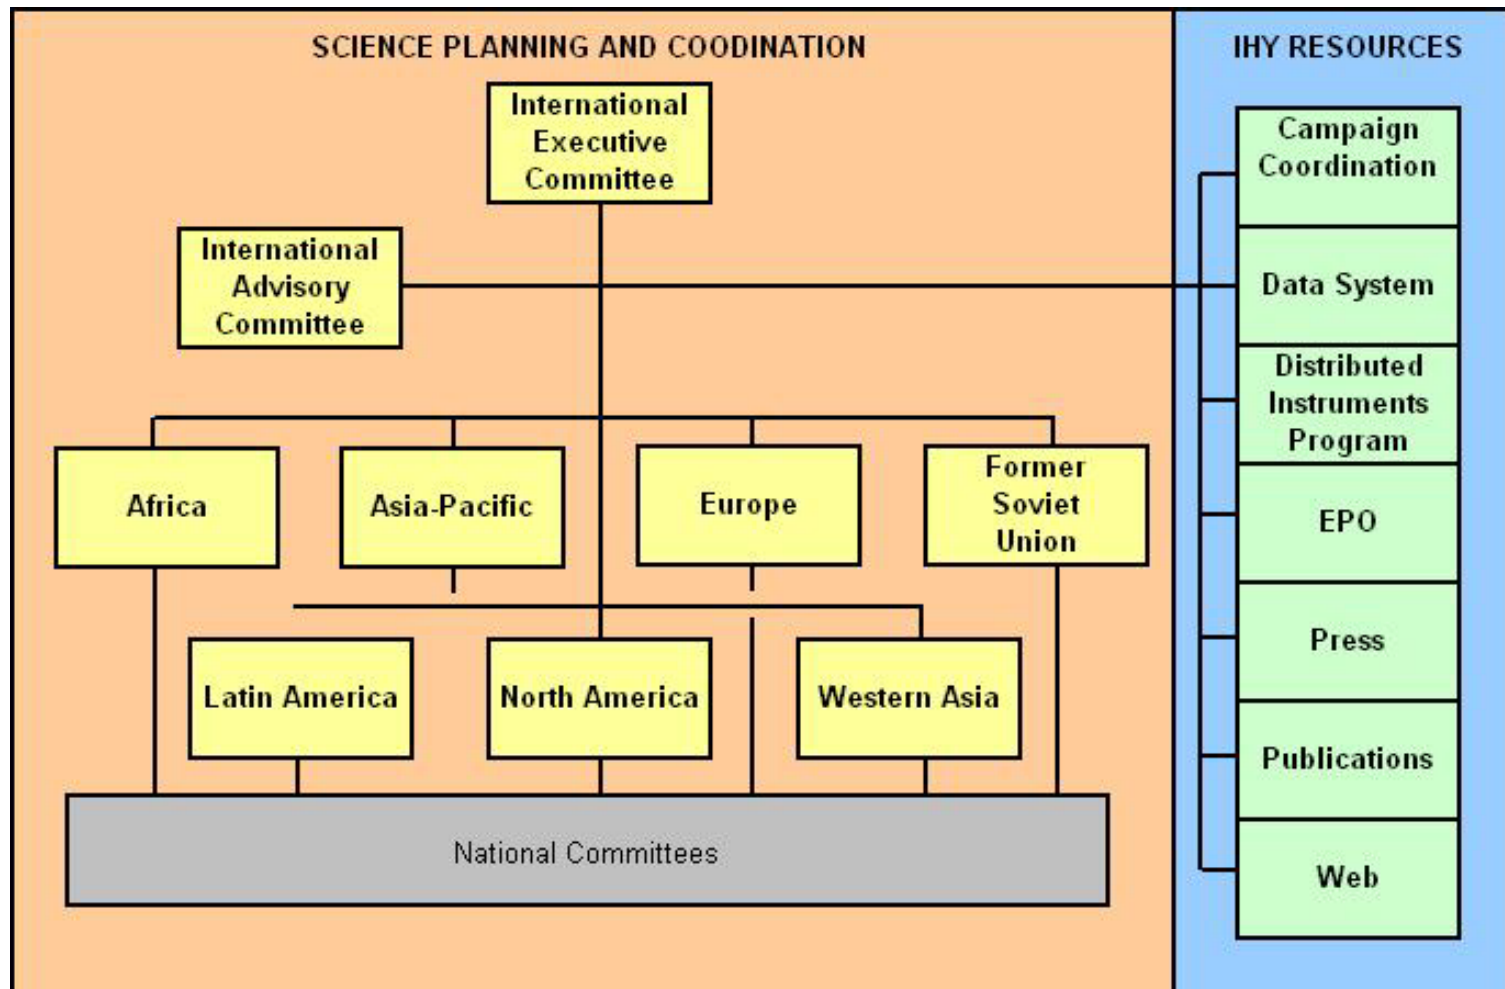 SCIENCE PLANNING AND COODINATION
International
Executive
Committee
International
Advisory
Committee
Africa
Asia-Pacific
Europe
Former
Soviet
Union
Latin America
North America
Western Asia
National Committees
IHY RESOURCES
Campaign
Coordination
Data System
Distributed
Instruments
Program
EPO
Press
Publications
Web